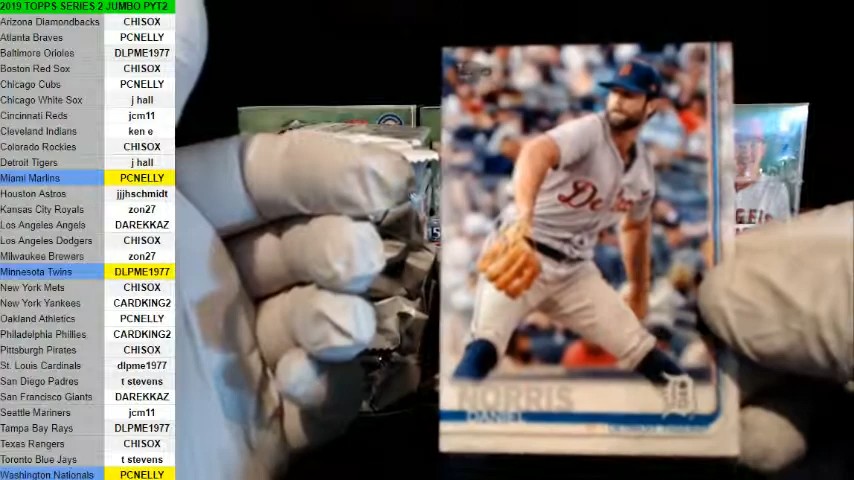 2019 TOPPS SERIES 2 JUMBO PYT2
Arizona Diamondbacks CHISOX
Atlanta Braves PCNELLY
Baltimore Orioles DLPME1977
Boston Red Sox CHISOX
Chicago Cubs PCNELLY
Chicago White Sox j hall
Cincinnati Reds jcm11
Cleveland Indians ken e
Colorado Rockies CHISOX
Detroit Tigers j hall
Miami Marlins PCNELLY
Houston Astros jjjhschmidt
Kansas City Royals zon27
Los Angeles Angels DAREKKAZ
Los Angeles Dodgers CHISOX
Milwaukee Brewers zon27
Minnesota Twins DLPME1977
New York Mets CHISOX
New York Yankees CARDKING2
Oakland Athletics PCNELLY
Philadelphia Phillies CARDKING2
Pittsburgh Pirates CHISOX
St. Louis Cardinals dlpme1977
San Diego Padres t stevens
San Francisco Giants DAREKKAZ
Seattle Mariners jcm11
Tampa Bay Rays DLPME1977
Texas Rangers CHISOX
Toronto Blue Jays t stevens
Washington Nationals PCNELLY
NORRIS
DANIEL
DETROIT TIGERS